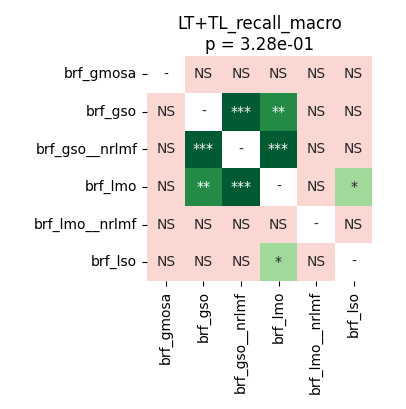 LT+TL_recall_macro
p = 3.28e-01
brf_gmosa - NS NS NS NS NS
brf_gso NS - *** ** NS NS
brf_gso__nrlmf NS *** - *** NS NS
brf_lmo NS ** *** - NS *
brf_lmo__nrlmf NS NS NS NS - NS
brf_lso NS NS NS * NS -
brf_gmosa
brf_gso
brf_gso__nrlmf
brf_lmo
brf_lmo__nrlmf
brf_lso